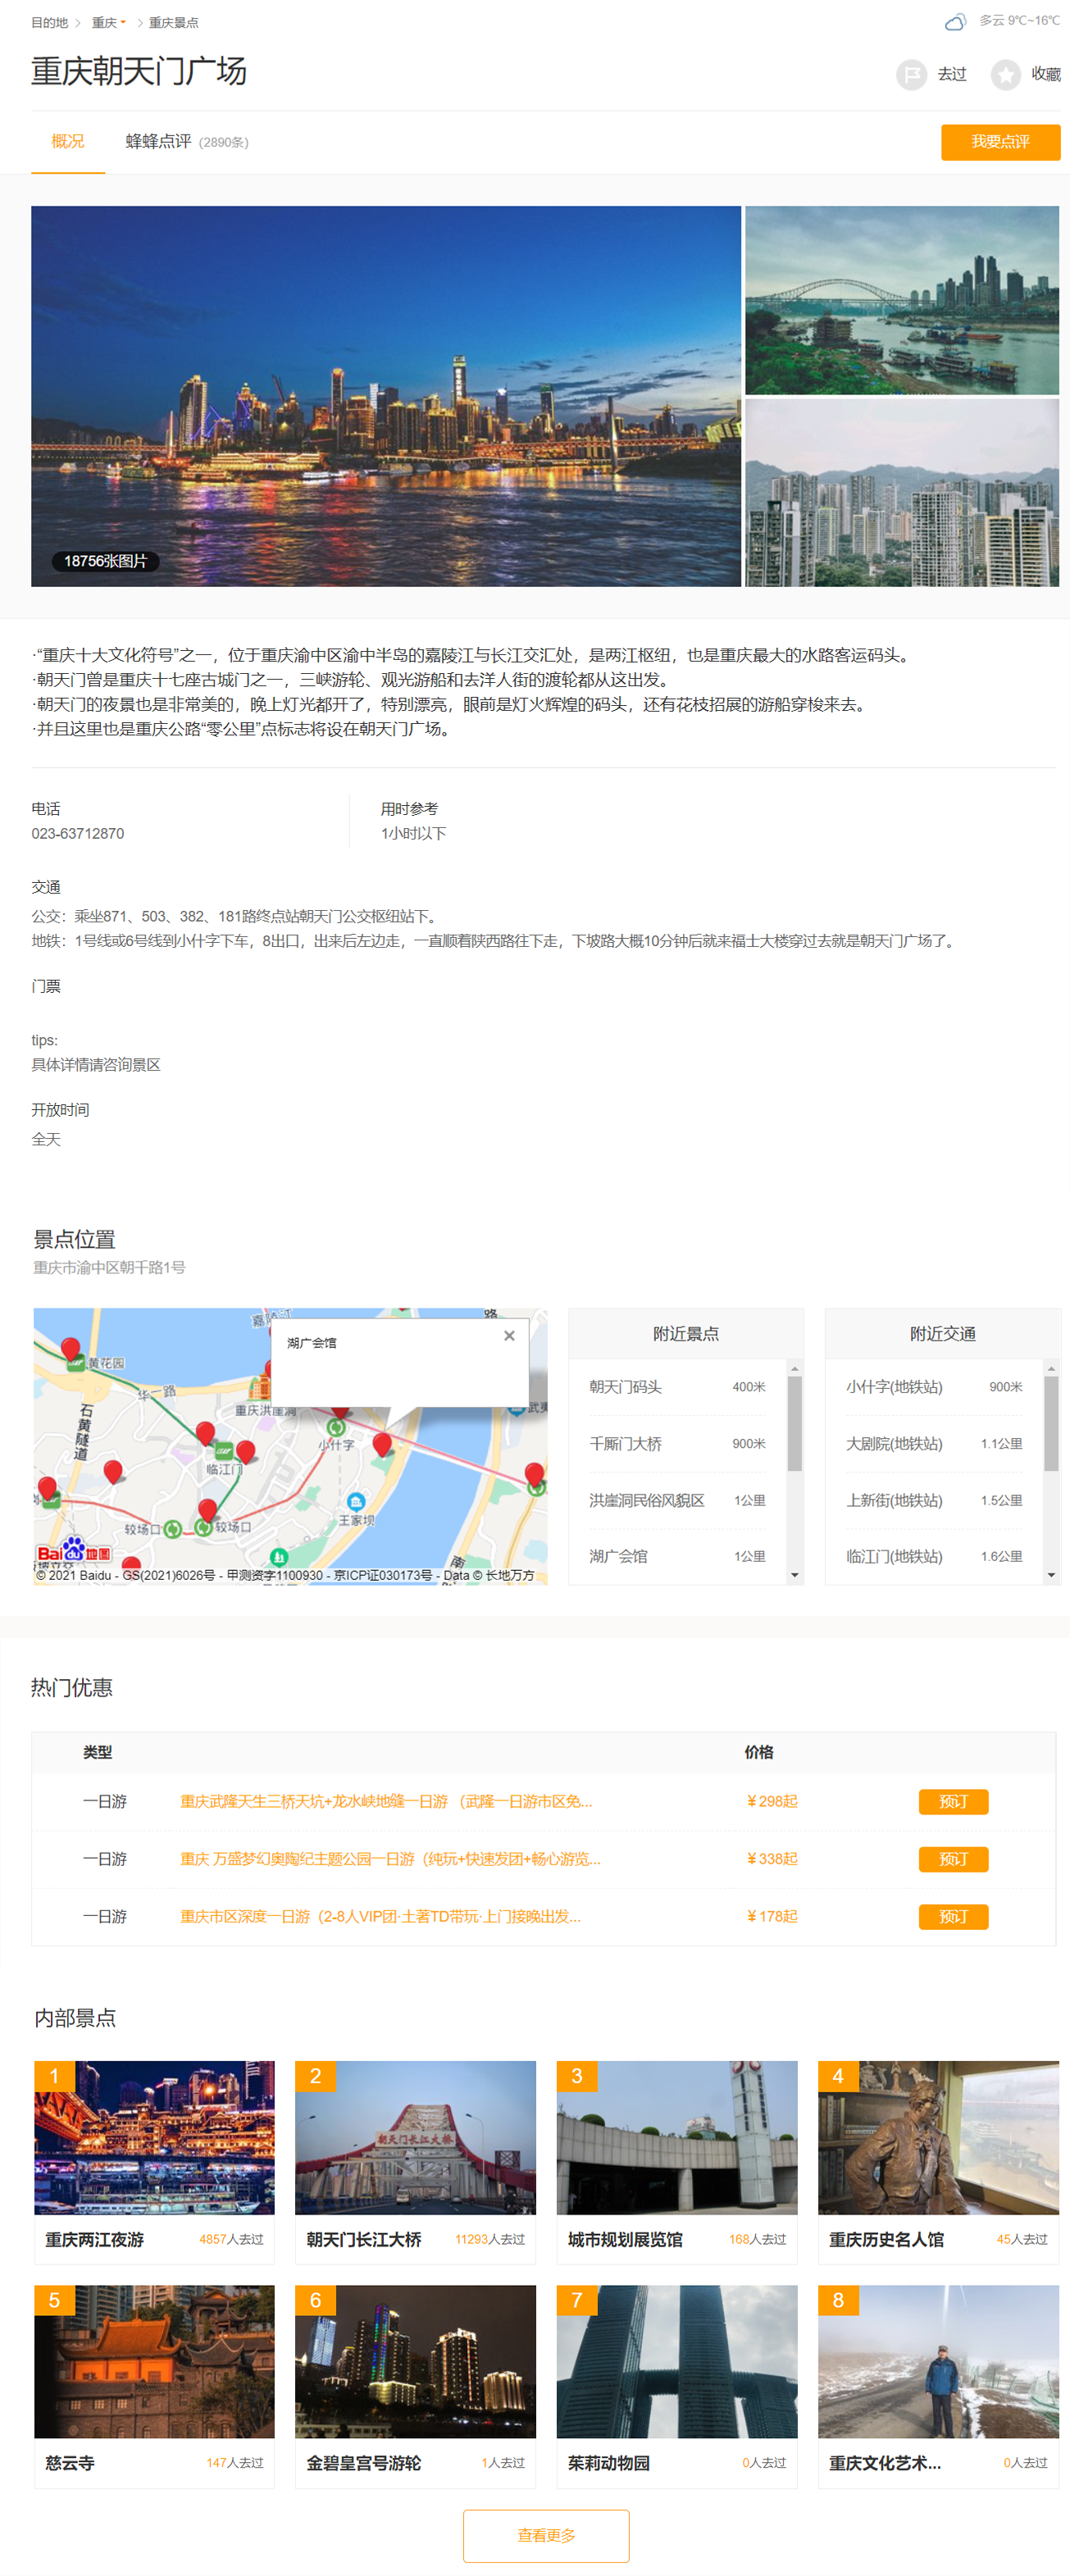 目的地 > 重庆 > 重庆景点
多云 9℃~16℃
重庆朝天门广场
去过
收藏
概况
蜂蜂点评 (2890条)
我要点评
18756张图片
·“重庆十大文化符号”之一，位于重庆渝中区渝中半岛的嘉陵江与长江交汇处，是两江枢纽，也是重庆最大的水路客运码头。
·朝天门曾是重庆十七座古城门之一，三峡游轮、观光游船和去洋人街的渡轮都从这出发。
·朝天门的夜景也是非常美的，晚上灯光都开了，特别漂亮，眼前是灯火辉煌的码头，还有花枝招展的游船穿梭来去。
·并且这里也是重庆公路“零公里”点标志将设在朝天门广场。
电话
023-63712870
用时参考
1小时以下
交通
公交：乘坐871、503、382、181路终点站朝天门公交枢纽站下。
地铁：1号线或6号线到小什字下车，8出口，出来后左边走，一直顺着陕西路往下走，下坡路大概10分钟后就来福士大楼穿过去就是朝天门广场了。
门票
tips:
具体详情请咨询景区
开放时间
全天
景点位置
重庆市渝中区朝千路1号
嘉陵江
路
湖广会馆
黄花园
华一路
重庆洪崖洞
石黄隧道
小什字
临江门
王家坝
较场口
较场口
南
Bai 地图
© 2021 Baidu - GS(2021)6026号 - 甲测资字1100930 - 京ICP证030173号 - Data © 长地万方
附近景点
朝天门码头 400米
千厮门大桥 900米
洪崖洞民俗风貌区 1公里
湖广会馆 1公里
附近交通
小什字(地铁站) 900米
大剧院(地铁站) 1.1公里
上新街(地铁站) 1.5公里
临江门(地铁站) 1.6公里
热门优惠
类型 价格
一日游 重庆武隆天生三桥天坑+龙水峡地缝一日游 （武隆一日游市区免... ￥298起 预订
一日游 重庆 万盛梦幻奥陶纪主题公园一日游（纯玩+快速发团+畅心游览... ￥338起 预订
一日游 重庆市区深度一日游（2-8人VIP团·土著TD带玩·上门接晚出发... ￥178起 预订
内部景点
1
2
朝天门长江大桥
3
4
重庆两江夜游 4857人去过
朝天门长江大桥 11293人去过
城市规划展览馆 168人去过
重庆历史名人馆 45人去过
5
6
7
8
慈云寺 147人去过
金碧皇宫号游轮 1人去过
茱莉动物园 0人去过
重庆文化艺术... 0人去过
查看更多